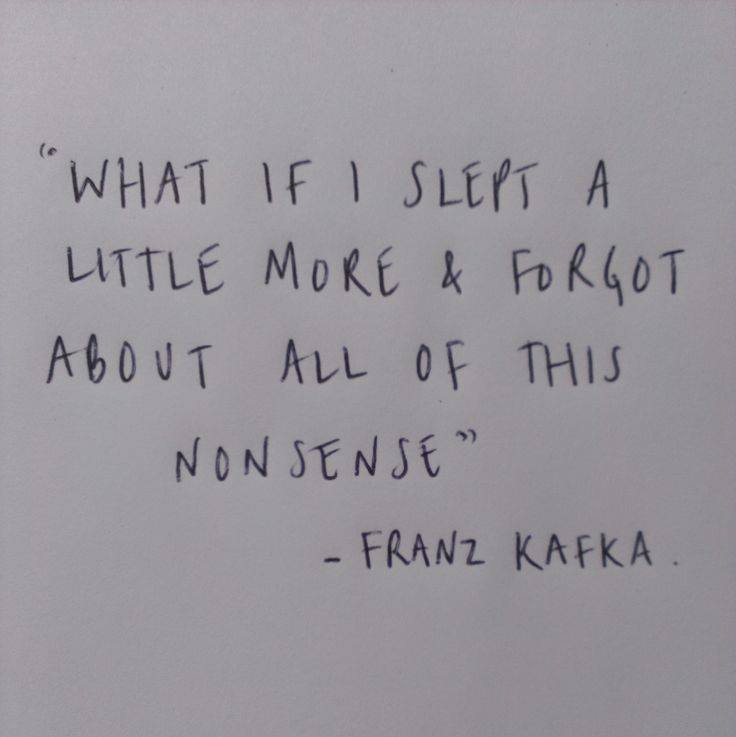 “WHAT IF I SLEPT A
LITTLE MORE & FORGOT
ABOUT ALL OF THIS
NONSENSE”
- FRANZ KAFKA.